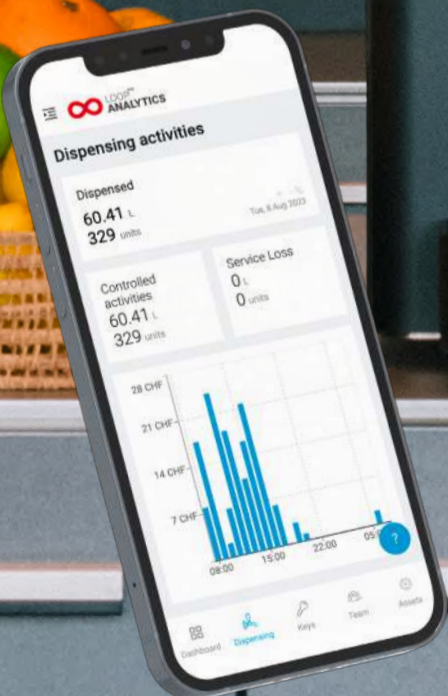 LOOP™
ANALYTICS
Dispensing activities
Dispensed
60.41 L
329 units
Tue, 8 Aug 2023
Controlled
activities
60.41 L
329 units
Service Loss
0 L
0 units
28 CHF
21 CHF
14 CHF
7 CHF
08:00
15:00
22:00
05:
?
Dashboard
Dispensing
Keys
Team
Assets